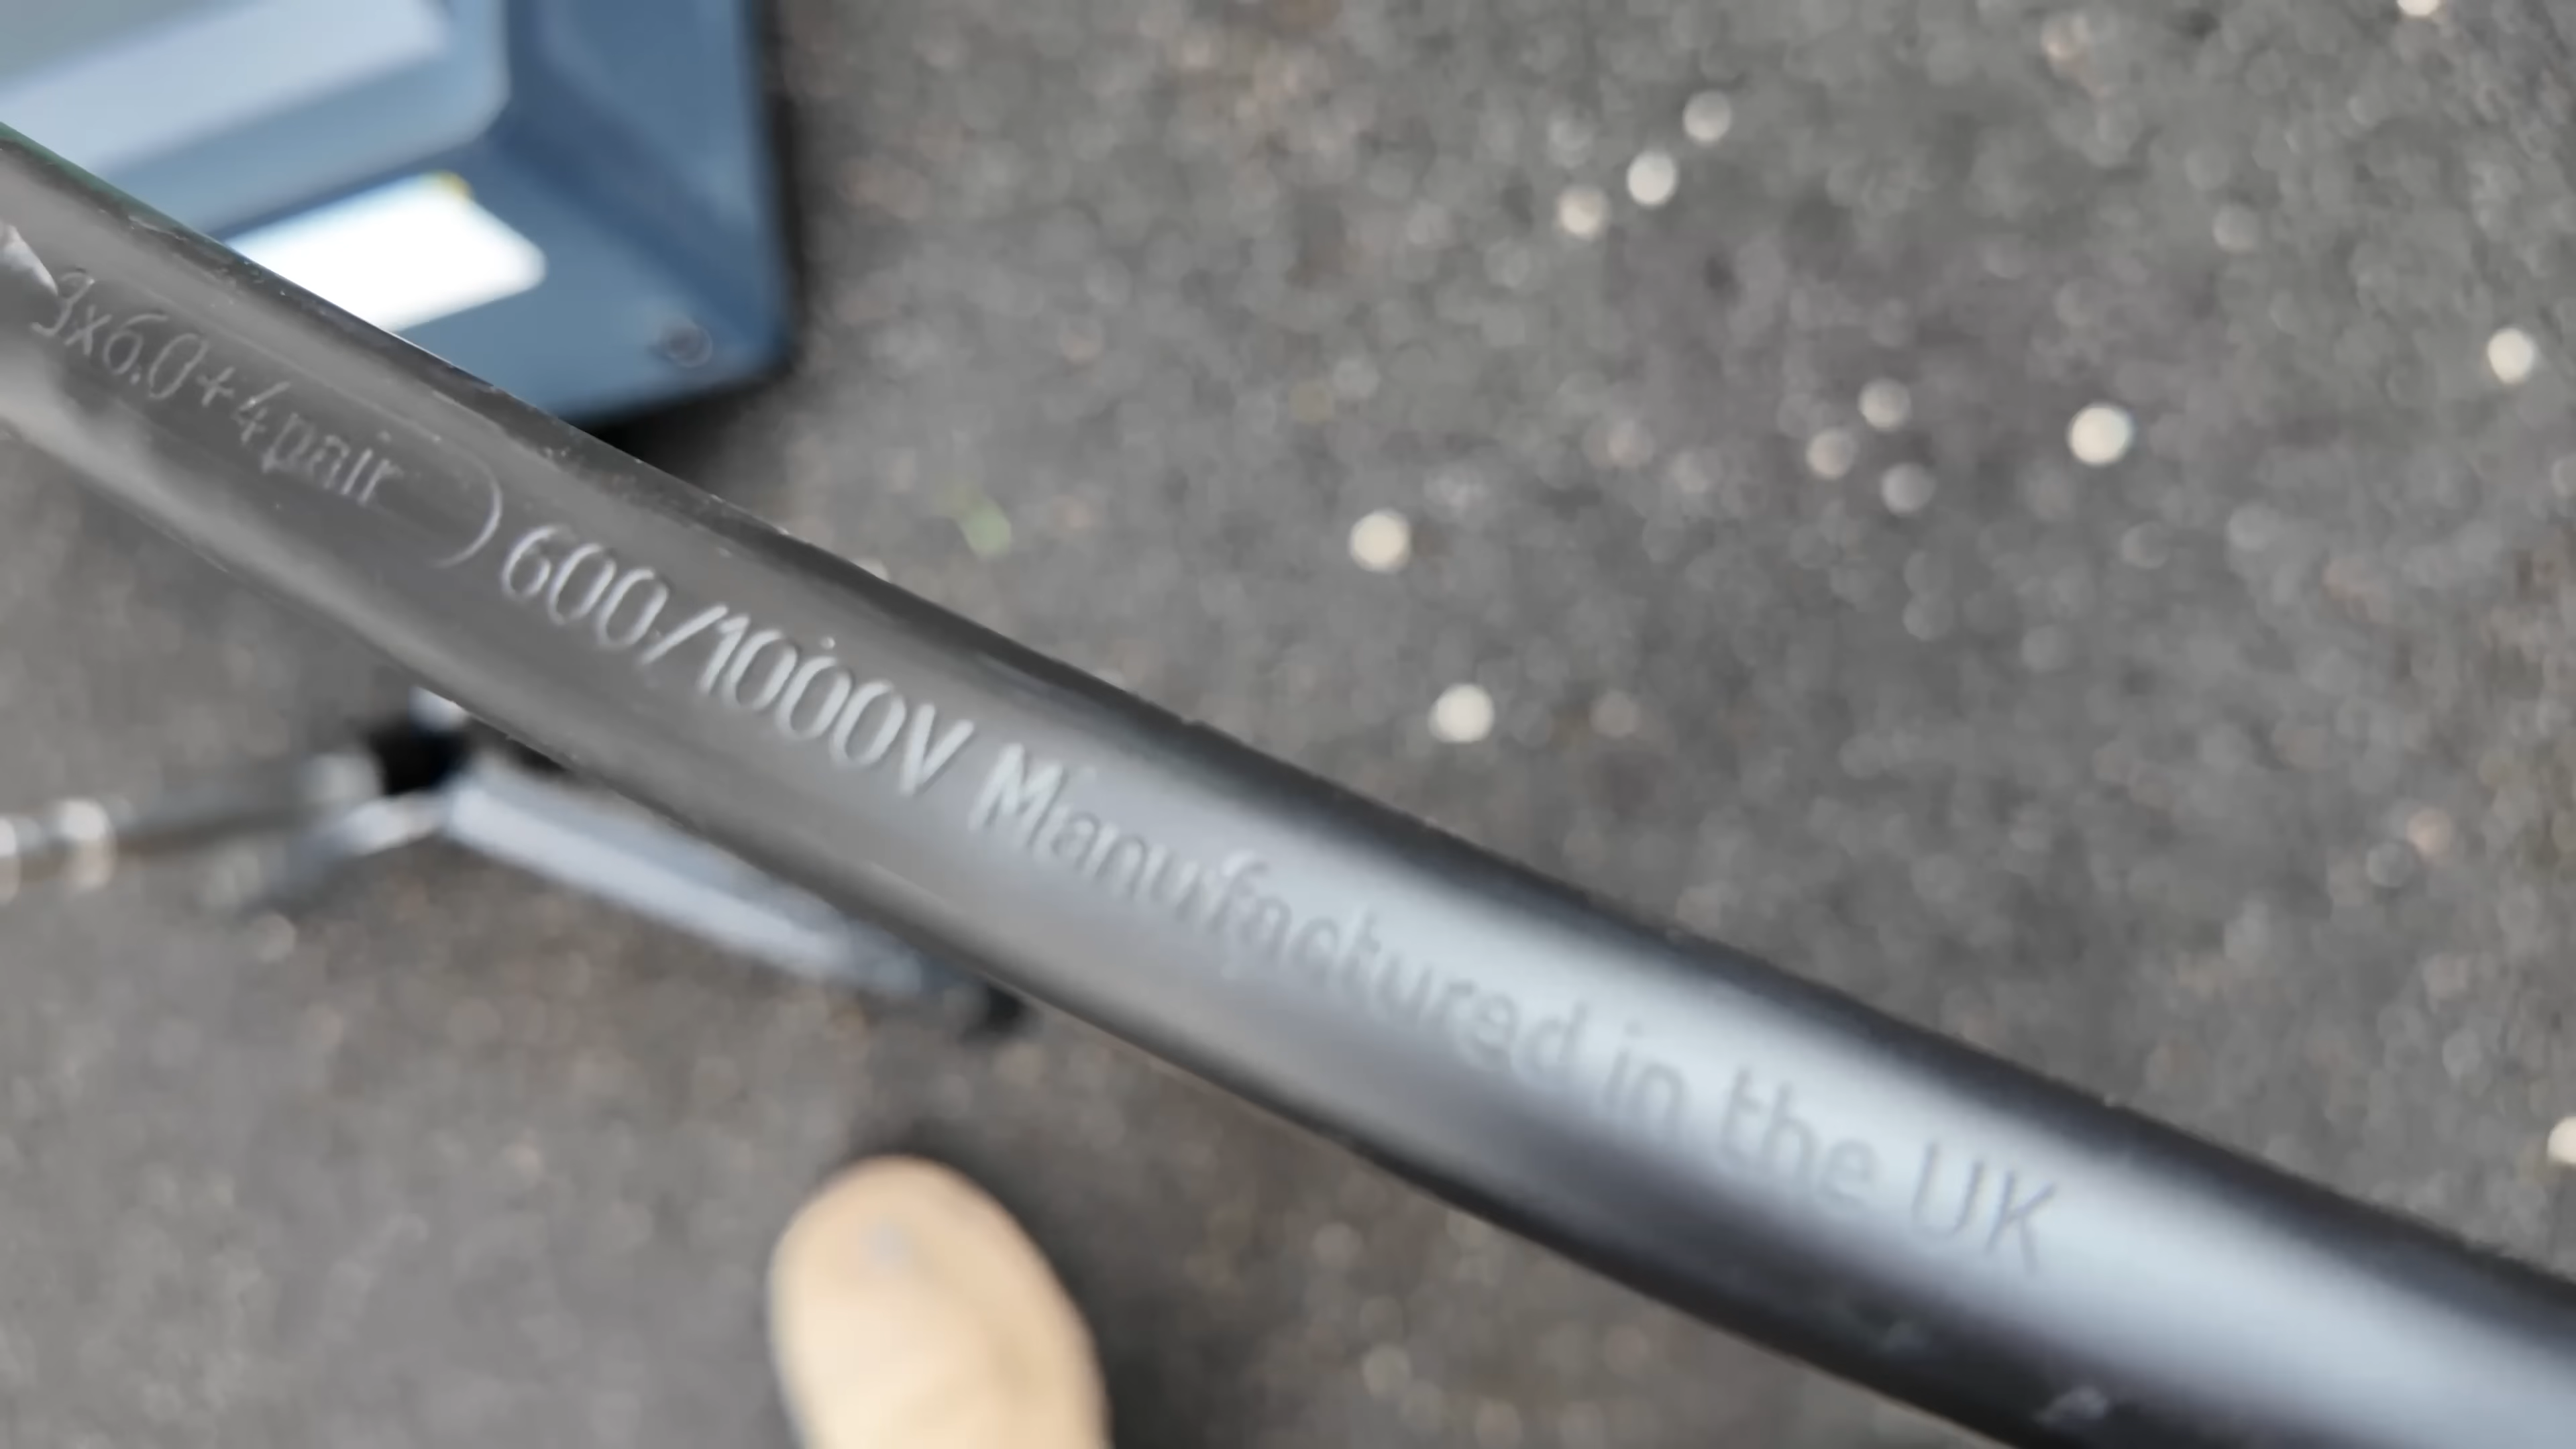 3x6.0+4pair ) 600/1000V Manufactured in the UK